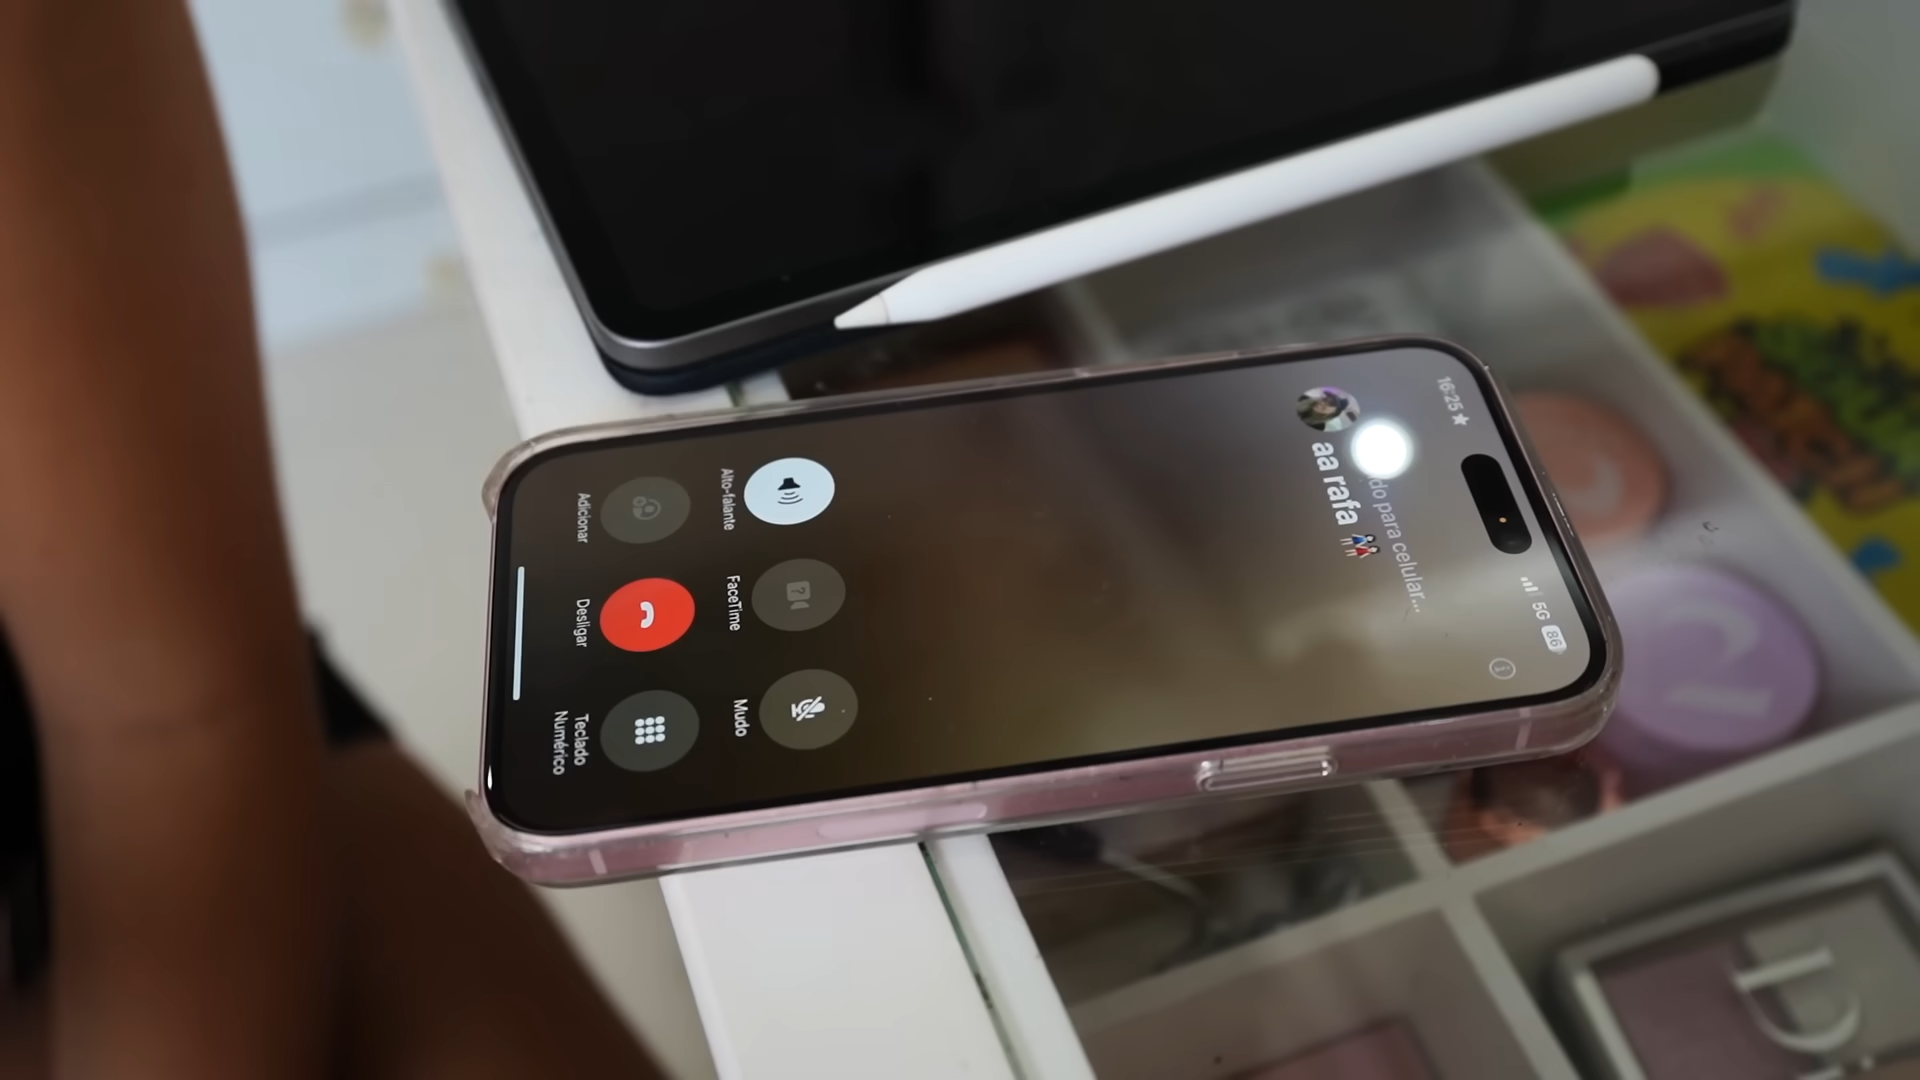 16:25
5G 86
do para celular...
aa rafa
Alto-falante
FaceTime
Mudo
Adicionar
Desligar
Teclado
Numérico